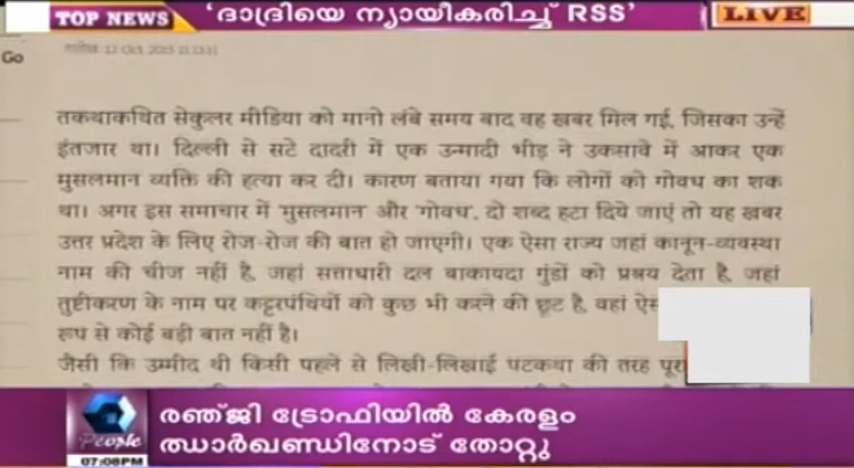 TOP NEWS
'ദാദ്രിയെ ന്യായീകരിച്ച് RSS'
LIVE
Go
तकथाकथित सेकुलर मीडिया को मानो लंबे समय बाद वह खबर मिल गई, जिसका उन्हें
इंतजार था। दिल्ली से सटे दादरी में एक उन्मादी भीड़ ने उकसावे में आकर एक
मुसलमान व्यक्ति की हत्या कर दी। कारण बताया गया कि लोगों को गोवध का शक
था। अगर इस समाचार में 'मुसलमान' और 'गोवध', दो शब्द हटा दिये जाएं तो यह खबर
उत्तर प्रदेश के लिए रोज-रोज की बात हो जाएगी। एक ऐसा राज्य जहां कानून-व्यवस्था
नाम की चीज नहीं है, जहां सत्ताधारी दल बाकायदा गुंडों को प्रश्रय देता है, जहां
तुष्टीकरण के नाम पर कट्टरपंथियों को कुछ भी करने की छूट है, वहां
रूप से कोई बड़ी बात नहीं है।
जैसी कि उम्मीद थी किसी पहले से लिखी-लिखाई पटकथा की तरह
People
രഞ്ജി ട്രോഫിയിൽ കേരളം
ഝാർഖണ്ഡിനോട് തോറ്റു
07:08PM